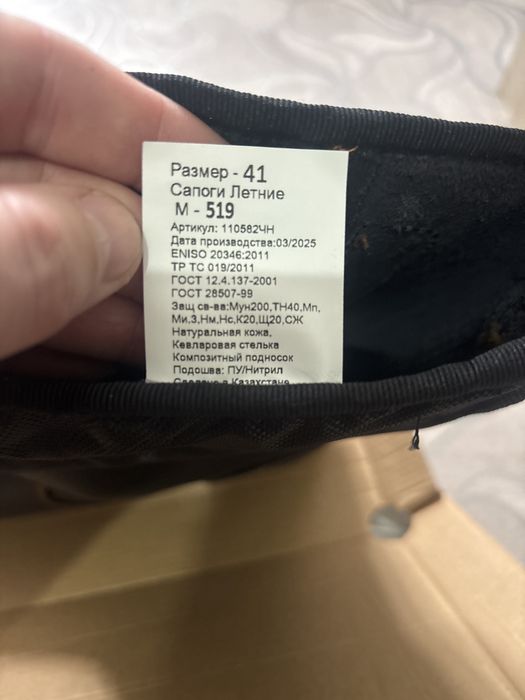 Размер - 41
Сапоги Летние
М - 519
Артикул: 110582ЧН
Дата производства:03/2025
ENISO 20346:2011
ТР ТС 019/2011
ГОСТ 12.4.137-2001
ГОСТ 28507-99
Защ св-ва:Мун200,ТН40,Мп,
Ми.З,Нм,Нс,К20,Щ20,СЖ
Натуральная кожа,
Кевларовая стелька
Композитный подносок
Подошва: ПУ/Нитрил
Сделано в Казахстане